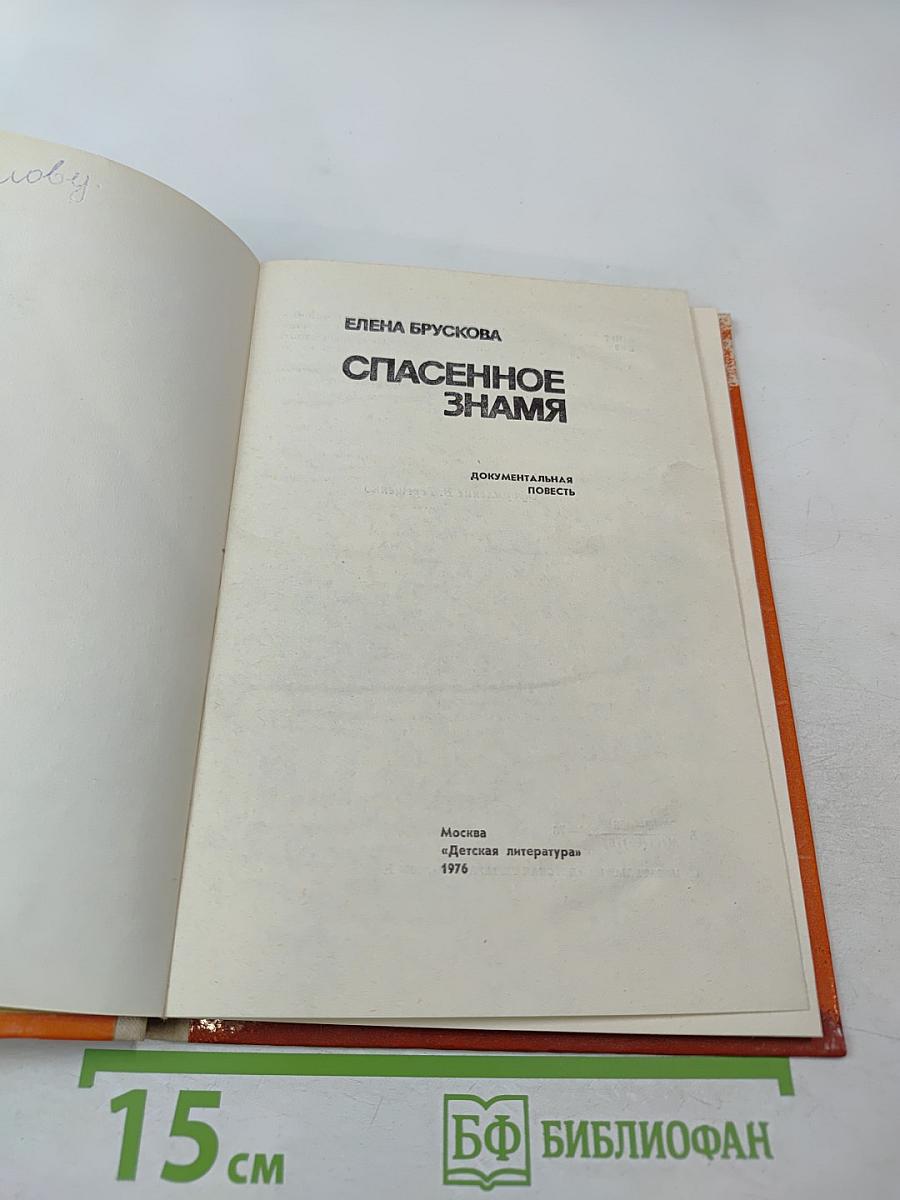 ЕЛЕНА БРУСКОВА
СПАСЕННОЕ
ЗНАМЯ
ДОКУМЕНТАЛЬНАЯ
ПОВЕСТЬ
Москва
«Детская литература»
1976
15 см
БФ БИБЛИОФАН